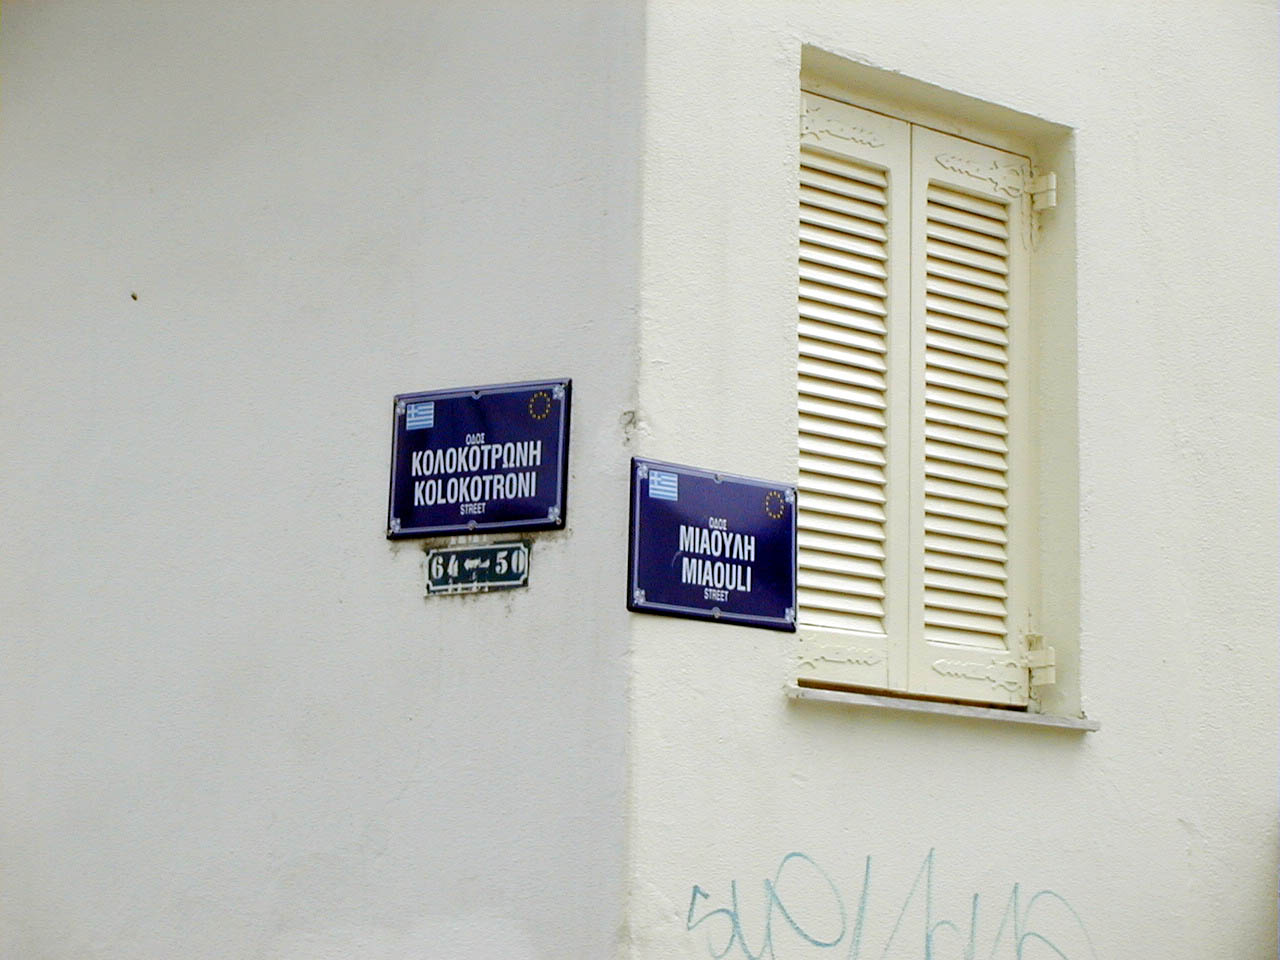 ΟΔΟΣ
ΚΟΛΟΚΟΤΡΩΝΗ
KOLOKOTRONI
STREET
64 50
ΟΔΟΣ
ΜΙΑΟΥΛΗ
MIAOULI
STREET